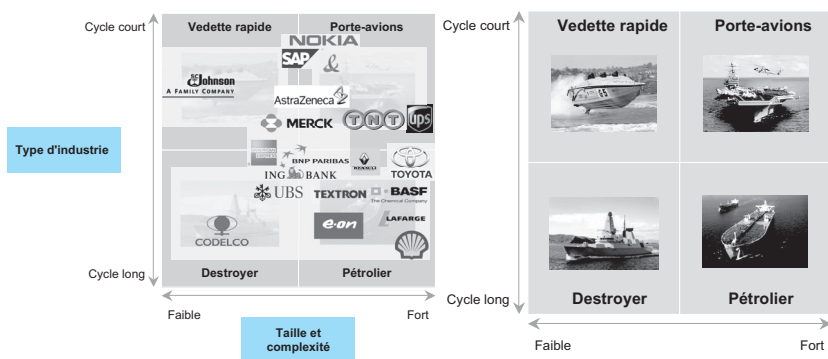 Cycle court
Vedette rapide
Porte-avions
NOKIA
SAP
&
SC Johnson
A FAMILY COMPANY
AstraZeneca
MERCK
TNT
ups
Type d'industrie
BNP PARIBAS
RENAULT
TOYOTA
ING BANK
UBS
TEXTRON
BASF
The Chemical Company
e·on
LAFARGE
CODELCO
Cycle long
Destroyer
Pétrolier
Faible
Fort
Taille et
complexité
Cycle court
Vedette rapide
Porte-avions
Cycle long
Destroyer
Pétrolier
Faible
Fort